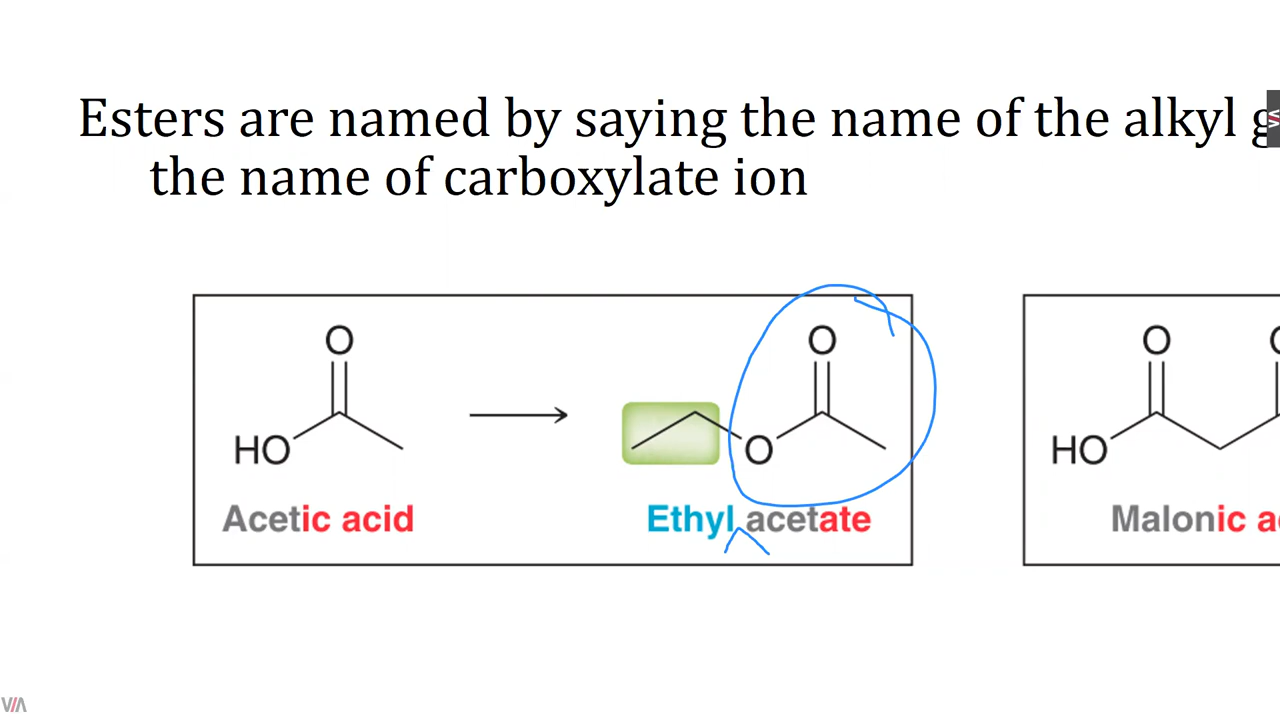 Esters are named by saying the name of the alkyl
the name of carboxylate ion
O
HO
Acetic acid
O
O
Ethyl acetate
O
HO
Malonic
VIA